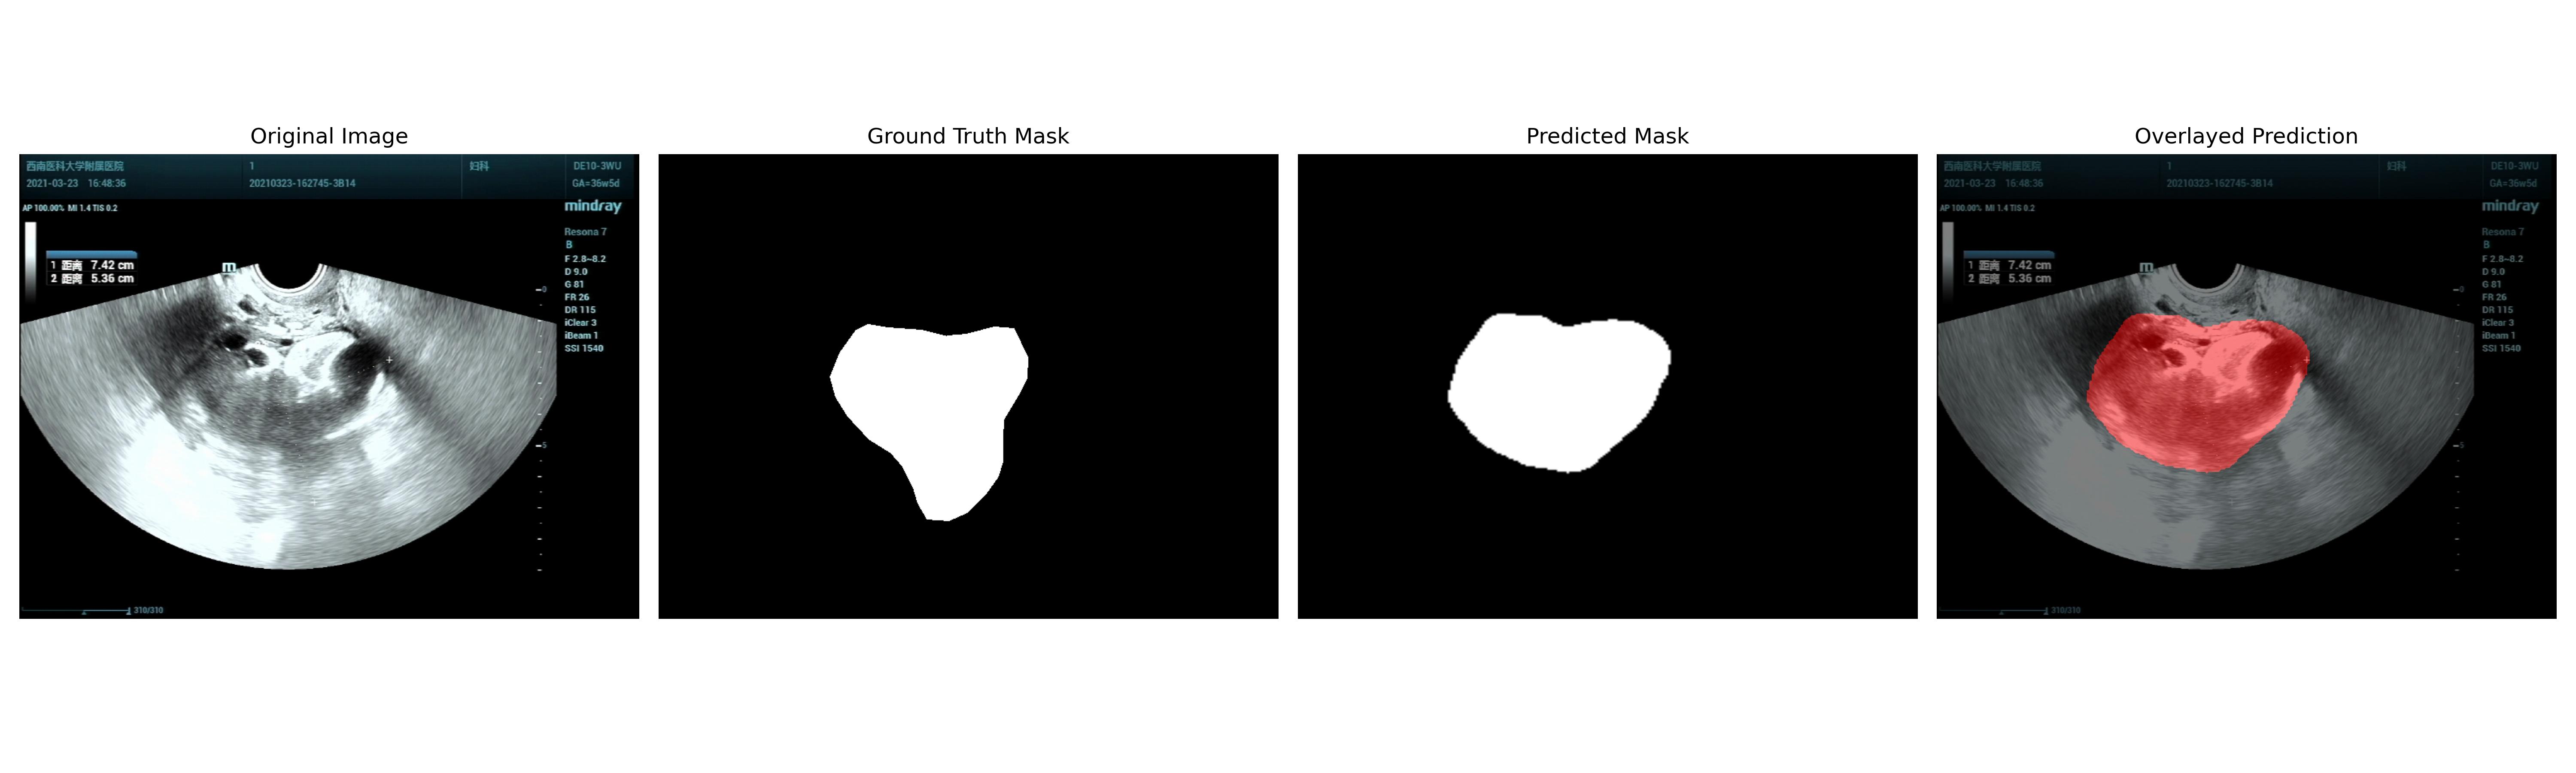 Original Image
西南医科大学附属医院 1 妇科 DE10-3WU
2021-03-23 16:48:36 20210323-162745-3B14 GA=36w5d
AP 100.00% MI 1.4 TIS 0.2
mindray
Resona 7
B
F 2.8~8.2
D 9.0
G 81
FR 26
DR 115
iClear 3
iBeam 1
SSI 1540
1 距离 7.42 cm
2 距离 5.36 cm
m
0
5
310/310
Ground Truth Mask
Predicted Mask
Overlayed Prediction
西南医科大学附属医院 1 妇科 DE10-3WU
2021-03-23 16:48:36 20210323-162745-3B14 GA=36w5d
AP 100.00% MI 1.4 TIS 0.2
mindray
Resona 7
B
F 2.8~8.2
D 9.0
G 81
FR 26
DR 115
iClear 3
iBeam 1
SSI 1540
1 距离 7.42 cm
2 距离 5.36 cm
m
0
5
310/310